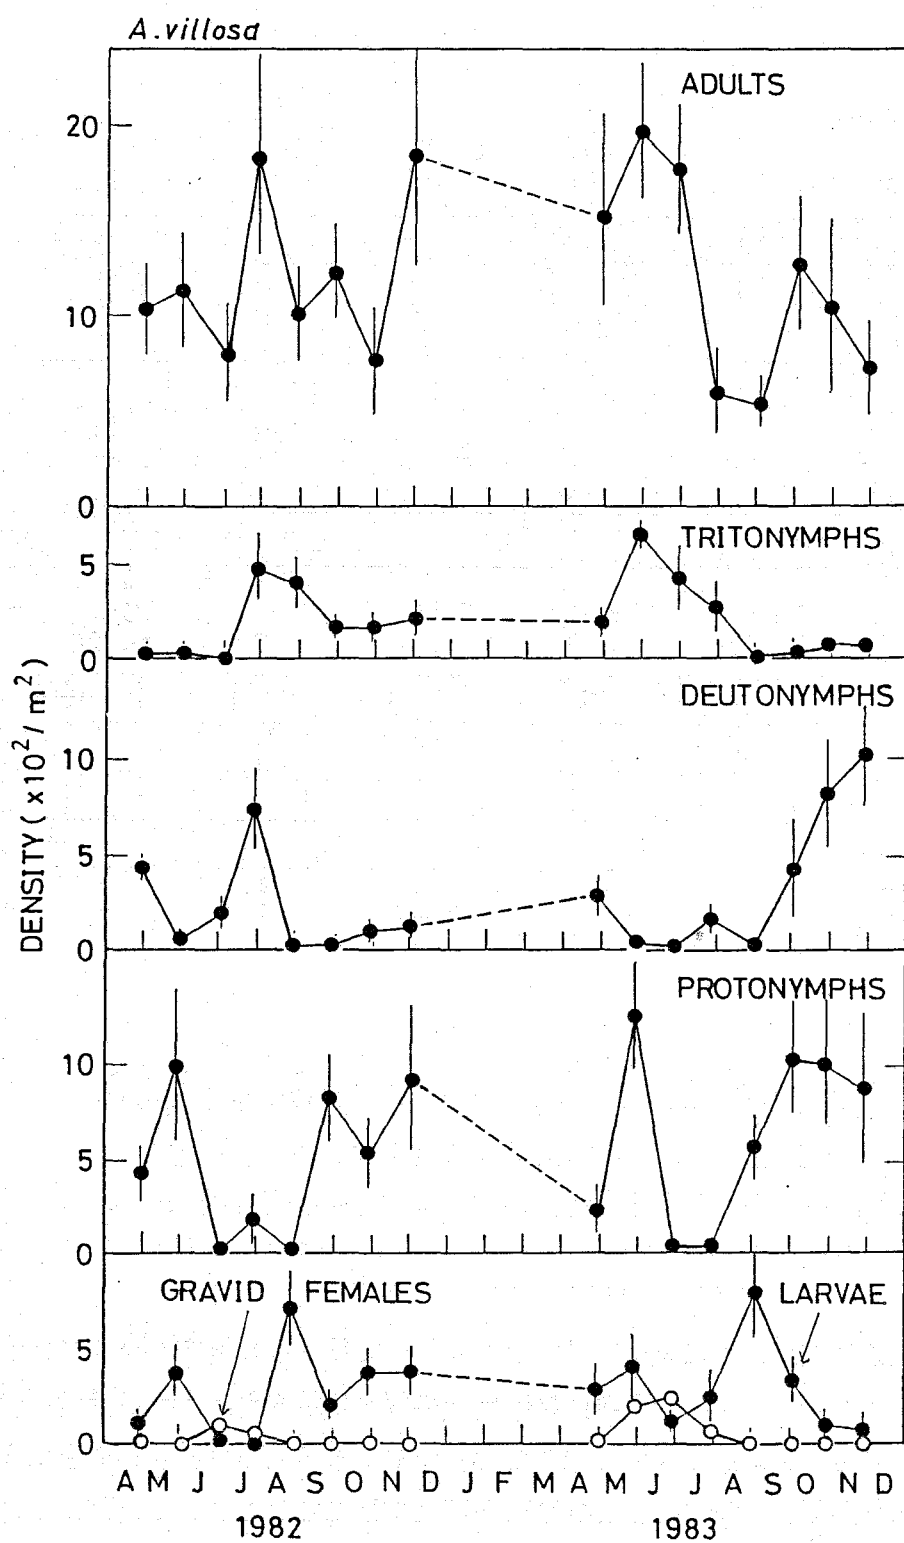 A.villosa
ADULTS
20
10
0
TRITONYMPHS
5
0
DEUTONYMPHS
10
5
0
DENSITY (x10²/m²)
PROTONYMPHS
10
5
0
GRAVID FEMALES LARVAE
5
0
A M J J A S O N D J F M A M J J A S O N D
1982 1983